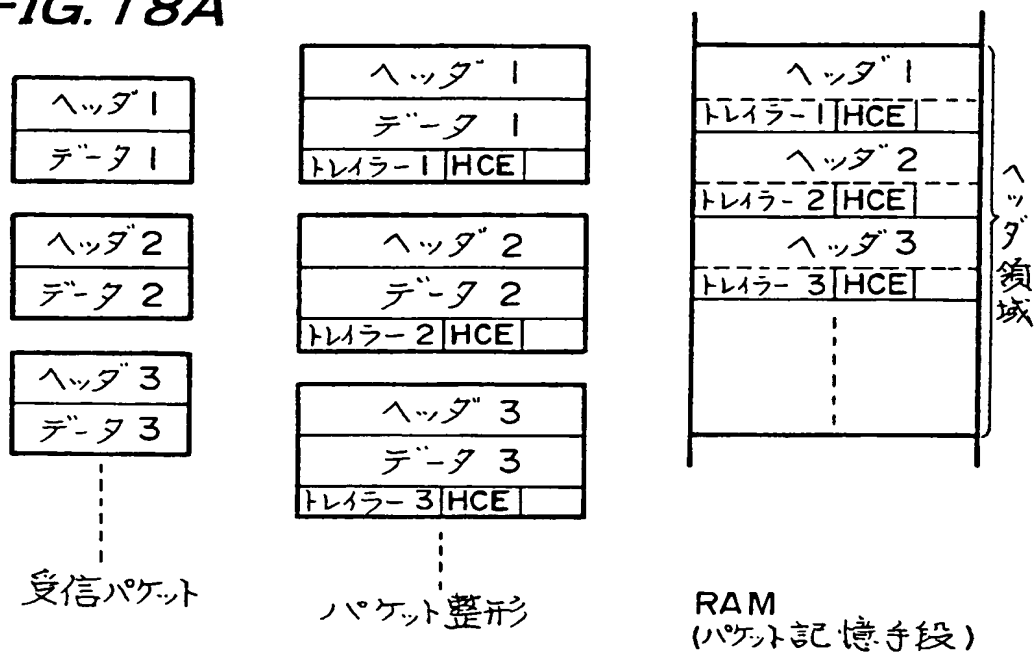 FIG. 18A
ヘッダ 1
データ 1
ヘッダ 2
データ 2
ヘッダ 3
データ 3
受信パケット
ヘッダ 1
データ 1
トレイラー 1 HCE
ヘッダ 2
データ 2
トレイラー 2 HCE
ヘッダ 3
データ 3
トレイラー 3 HCE
パケット整形
ヘッダ 1
トレイラー 1 HCE
ヘッダ 2
トレイラー 2 HCE
ヘッダ 3
トレイラー 3 HCE
ヘッダ領域
RAM
(パケット記憶手段)